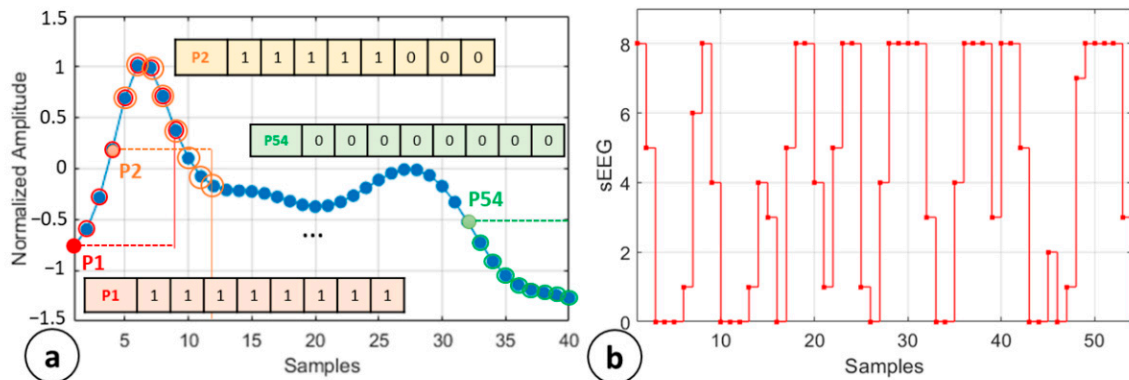 1.5
1
0.5
0
−0.5
−1
−1.5
Normalized Amplitude
5 10 15 20 25 30 35 40
Samples
P2 1 1 1 1 1 0 0 0
P54 0 0 0 0 0 0 0 0
P2
P54
...
P1
P1 1 1 1 1 1 1 1 1
a
8
6
4
2
0
sEEG
10 20 30 40 50
Samples
b